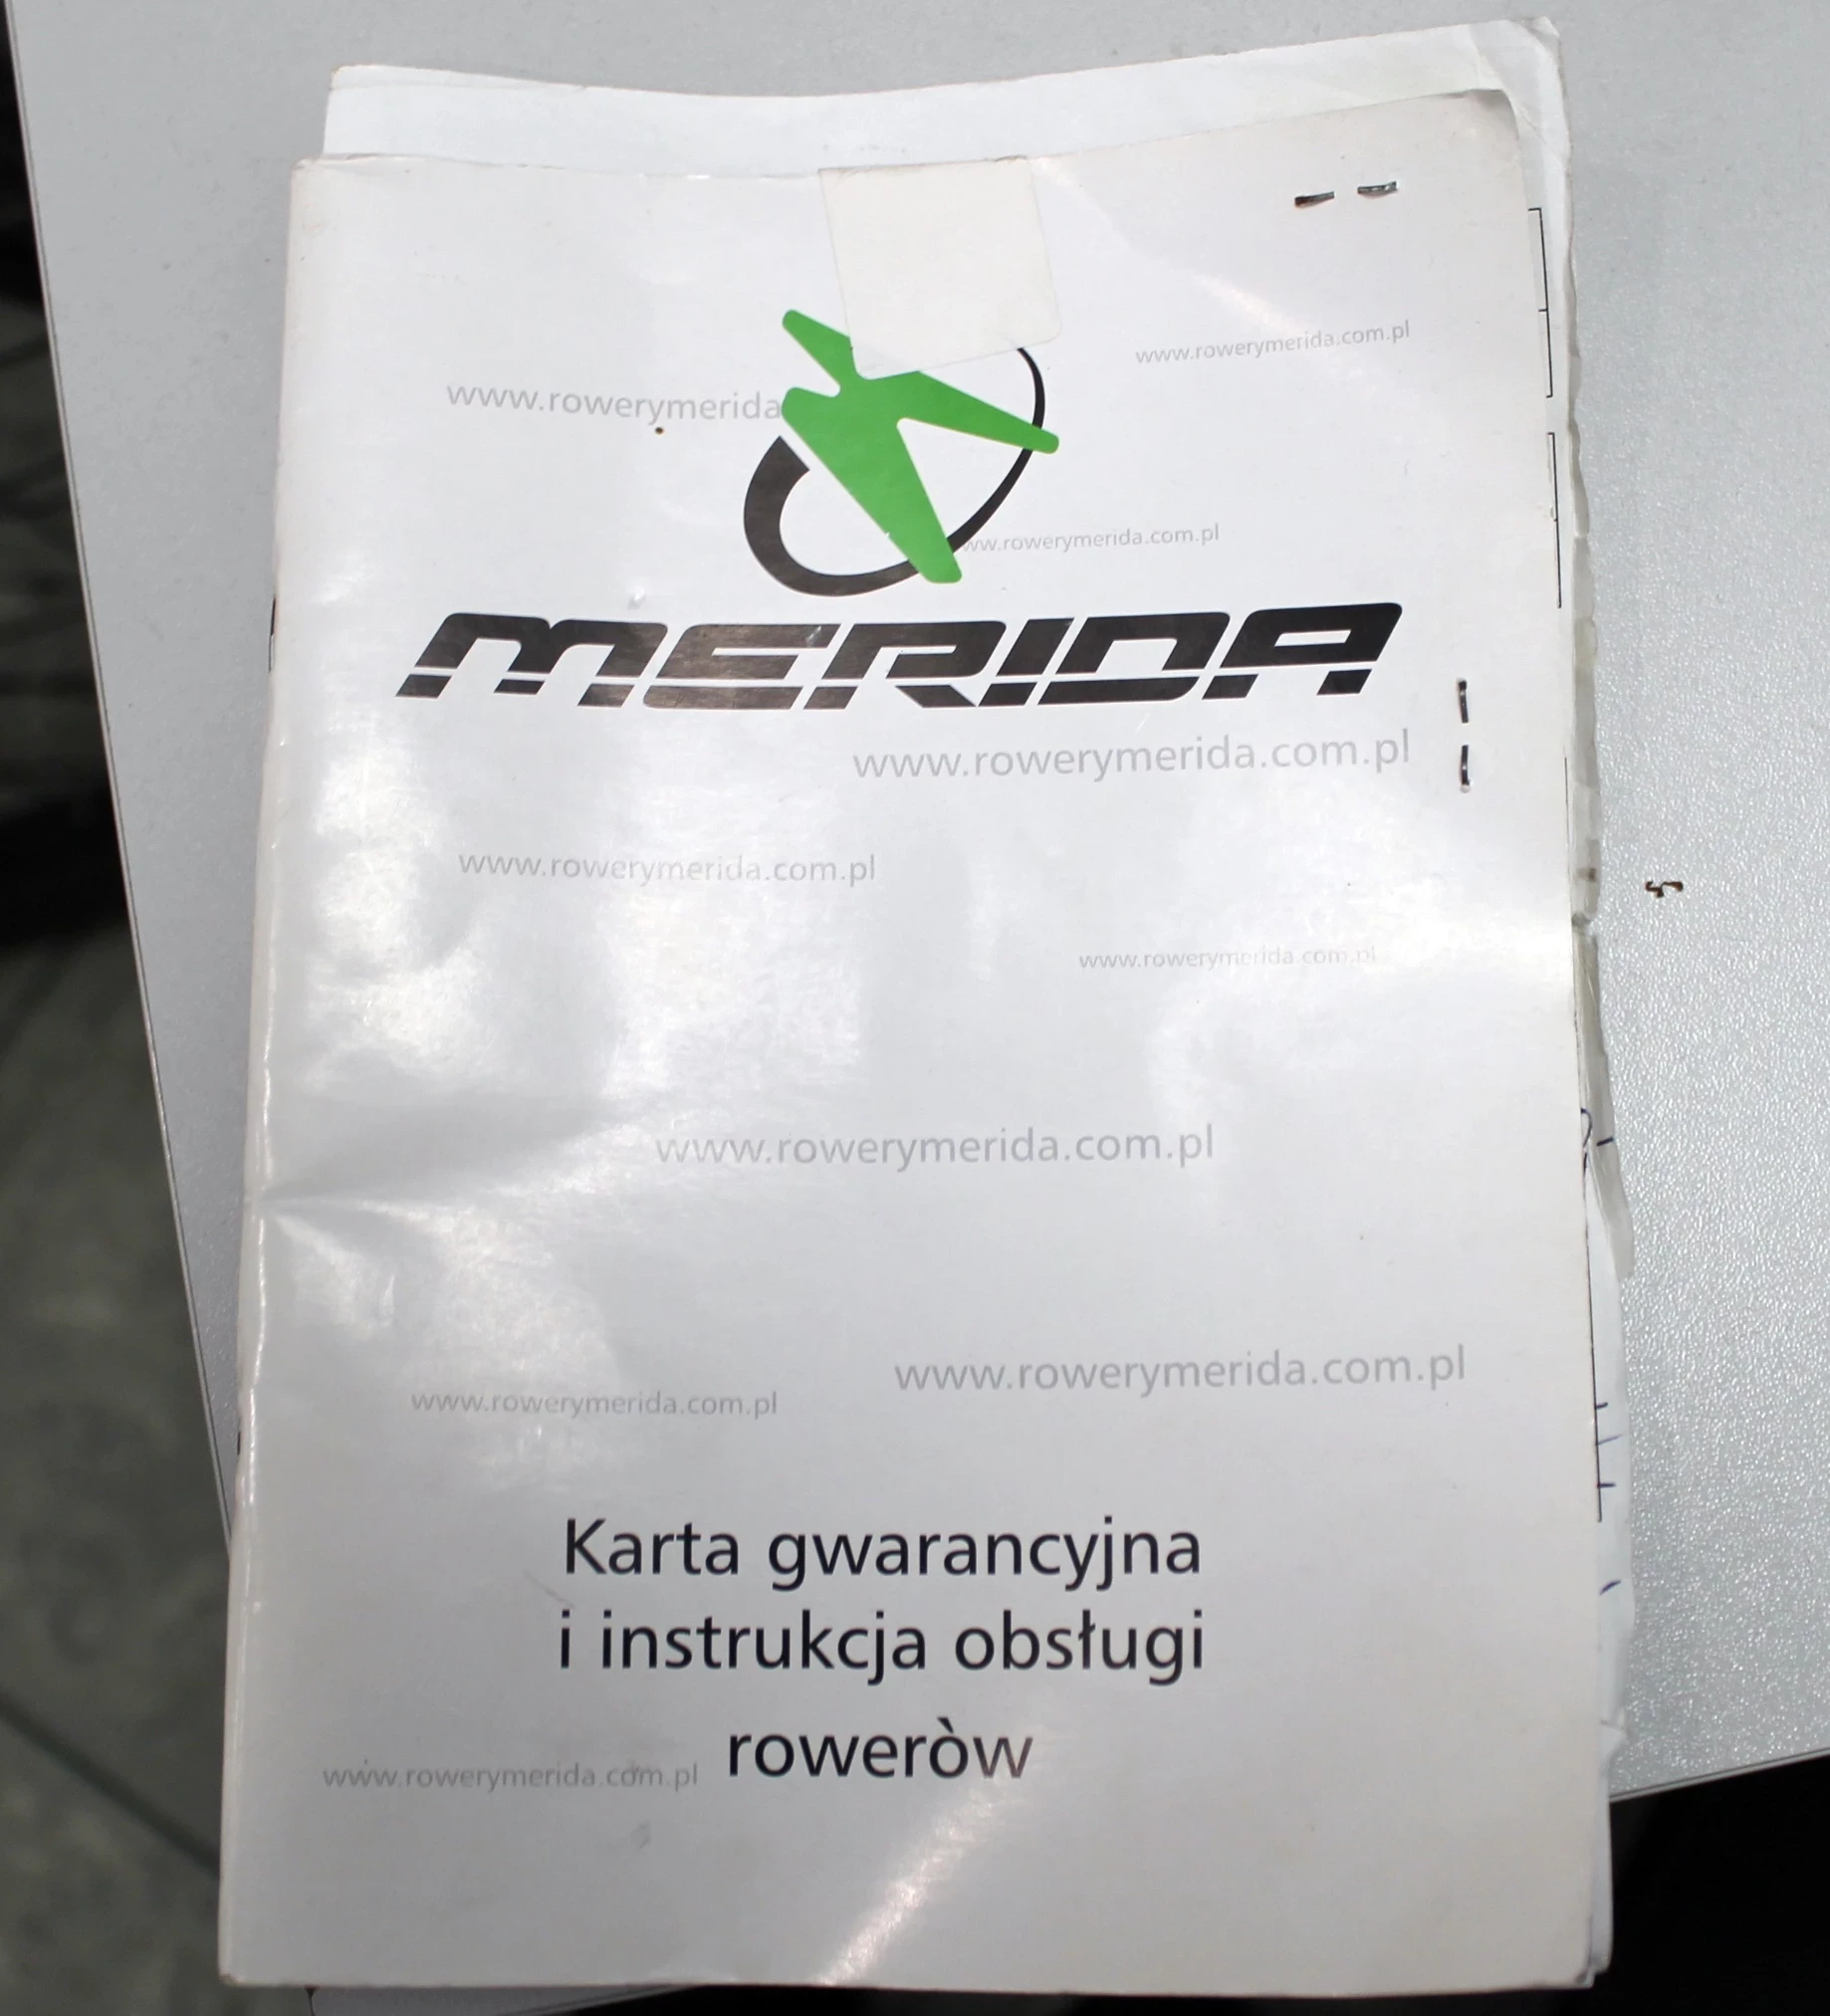 www.rowerymerida.com.pl
www.rowerymerida
ww.rowerymerida.com.pl
MERIDA
www.rowerymerida.com.pl
www.rowerymerida.com.pl
www.rowerymerida.com.pl
www.rowerymerida.com.pl
www.rowerymerida.com.pl
www.rowerymerida.com.pl
Karta gwarancyjna
i instrukcja obsługi
roweròw
www.rowerymerida.com.pl